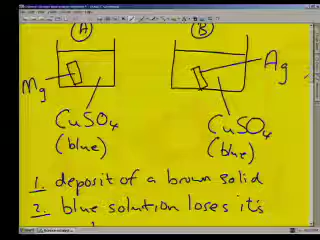 A
B
Mg
Ag
CuSO4
(blue)
CuSO4
(blue)
1. deposit of a brown solid
2. blue solution loses it's